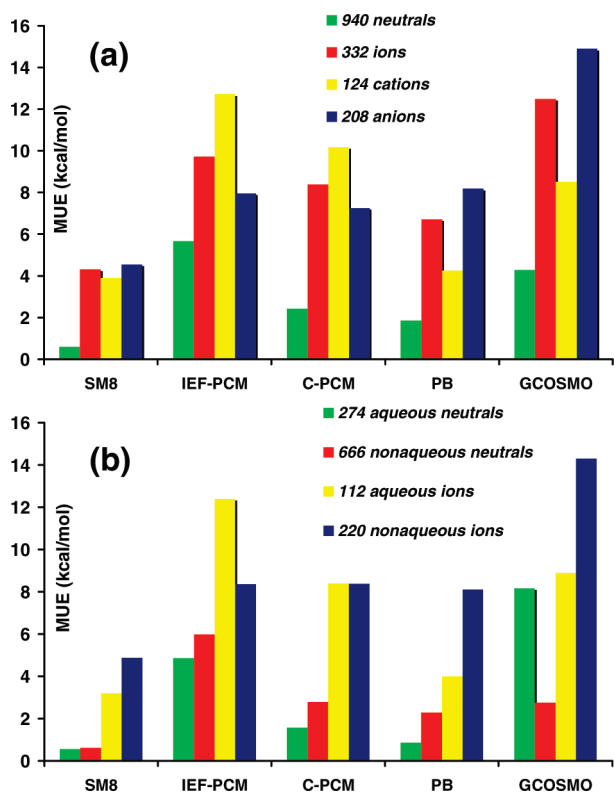 (a)
940 neutrals
332 ions
124 cations
208 anions
MUE (kcal/mol)
16
14
12
10
8
6
4
2
0
SM8 IEF-PCM C-PCM PB GCOSMO
(b)
274 aqueous neutrals
666 nonaqueous neutrals
112 aqueous ions
220 nonaqueous ions
MUE (kcal/mol)
16
14
12
10
8
6
4
2
0
SM8 IEF-PCM C-PCM PB GCOSMO